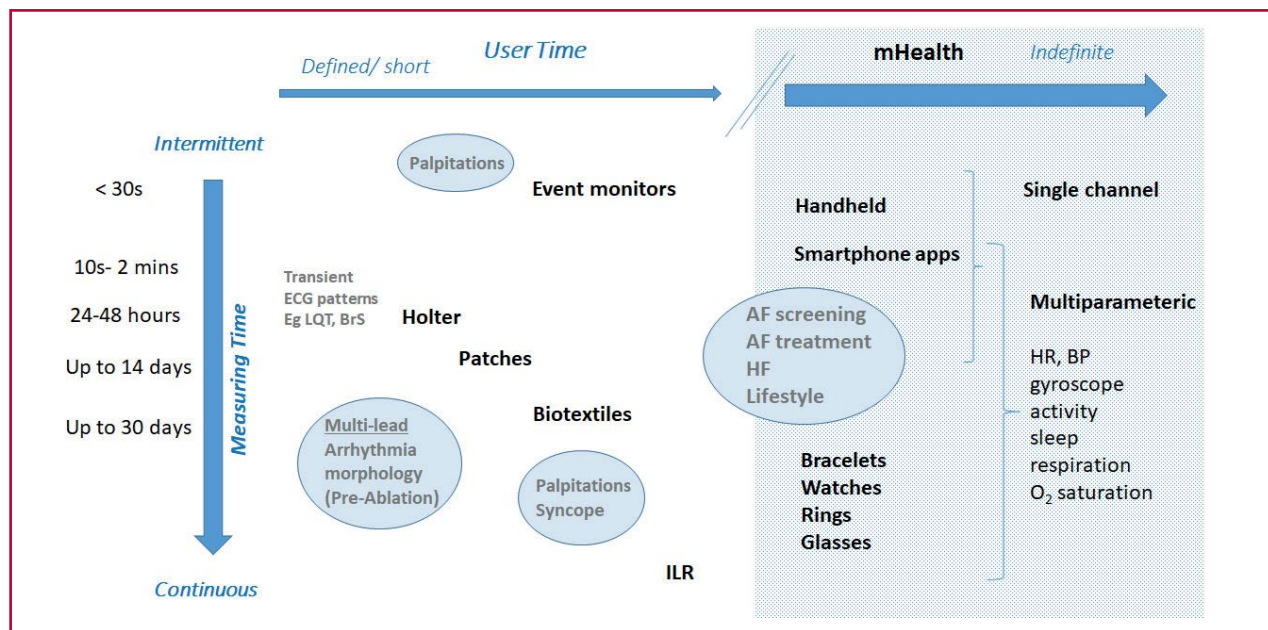 User Time
Defined/ short
mHealth
Indefinite
Intermittent
< 30s
10s- 2 mins
24-48 hours
Up to 14 days
Up to 30 days
Measuring Time
Continuous
Palpitations
Event monitors
Transient
ECG patterns
Eg LQT, BrS
Holter
Patches
Multi-lead
Arrhythmia
morphology
(Pre-Ablation)
Biotextiles
Palpitations
Syncope
ILR
Handheld
Smartphone apps
AF screening
AF treatment
HF
Lifestyle
Bracelets
Watches
Rings
Glasses
Single channel
Multiparameteric
HR, BP
gyroscope
activity
sleep
respiration
O₂ saturation